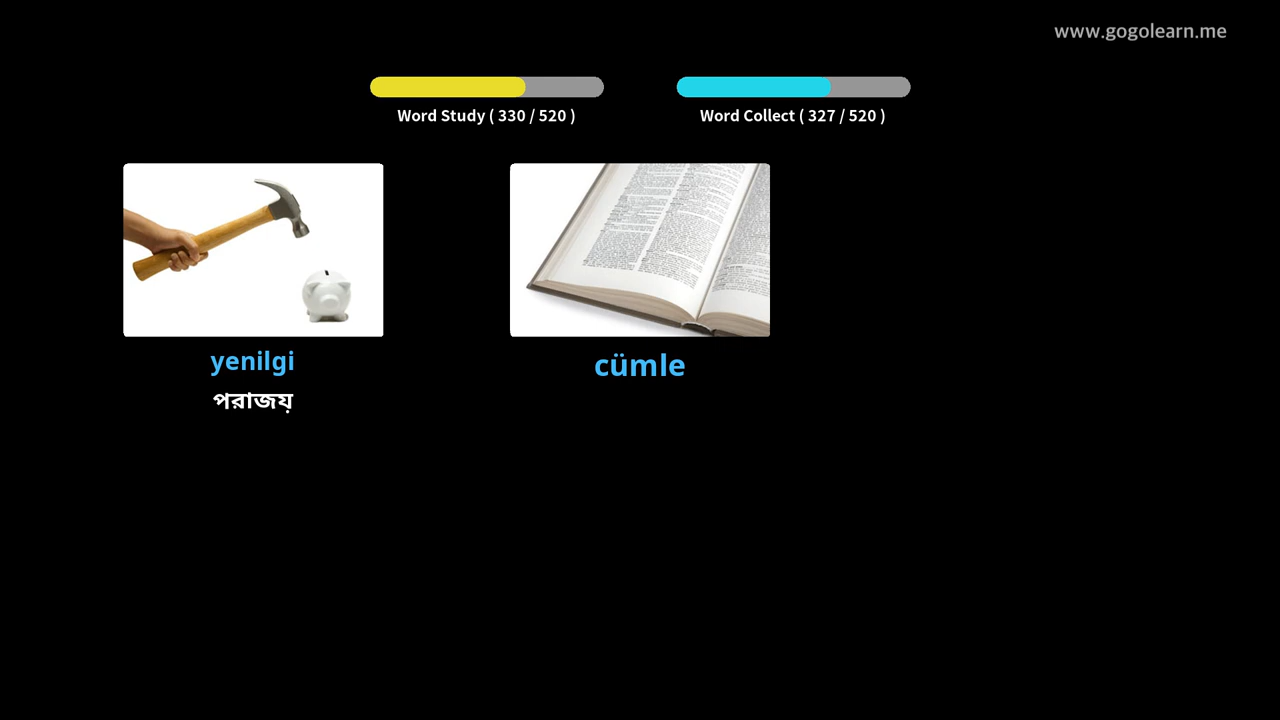 www.gogolearn.me
Word Study ( 330 / 520 )
Word Collect ( 327 / 520 )
yenilgi
cümle
পরাজয়